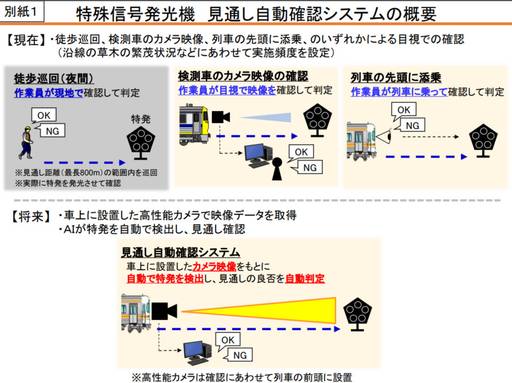 別紙1
特殊信号発光機 見通し自動確認システムの概要
【現在】・徒歩巡回、検測車のカメラ映像、列車の先頭に添乗、のいずれかによる目視での確認
（沿線の草木の繁茂状況などにあわせて実施頻度を設定）
徒歩巡回（夜間）
作業員が現地で確認して判定
OK
NG
特発
※見通し距離（最長800m）の範囲内を巡回
※実際に特発を発光させて確認
検測車のカメラ映像の確認
作業員が目視で映像を確認して判定
OK
NG
列車の先頭に添乗
作業員が列車に乗って確認して判定
OK
NG
【将来】・車上に設置した高性能カメラで映像データを取得
・AIが特発を自動で検出し、見通しの良否を判定
見通し自動確認システム
車上に設置したカメラ映像をもとに
自動で特発を検出し、見通しの良否を自動判定
OK
NG
※高性能カメラは確認にあわせて列車の前頭に設置